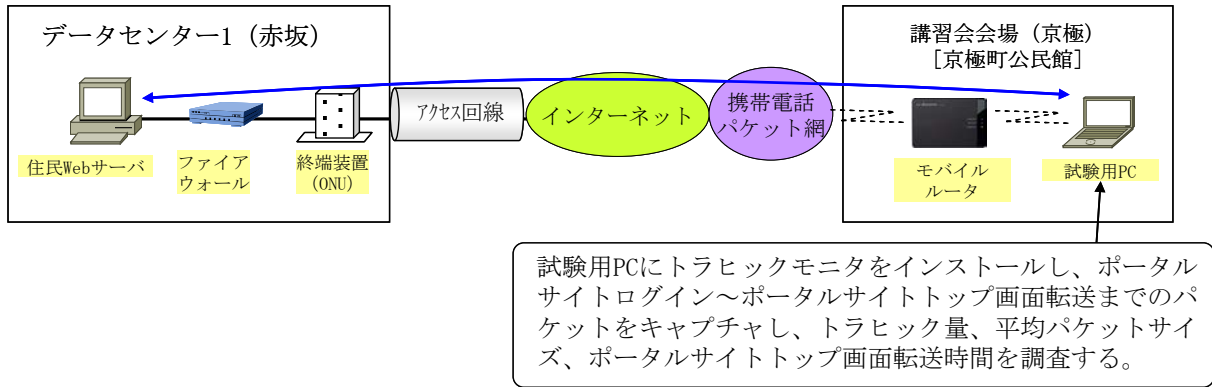 データセンター1（赤坂）
住民Webサーバ
ファイア
ウォール
終端装置
(ONU)
アクセス回線
インターネット
携帯電話
パケット網
講習会会場（京極）
[京極町公民館]
モバイル
ルータ
試験用PC
試験用PCにトラヒックモニタをインストールし、ポータル
サイトログイン～ポータルサイトトップ画面転送までのパ
ケットをキャプチャし、トラヒック量、平均パケットサイ
ズ、ポータルサイトトップ画面転送時間を調査する。